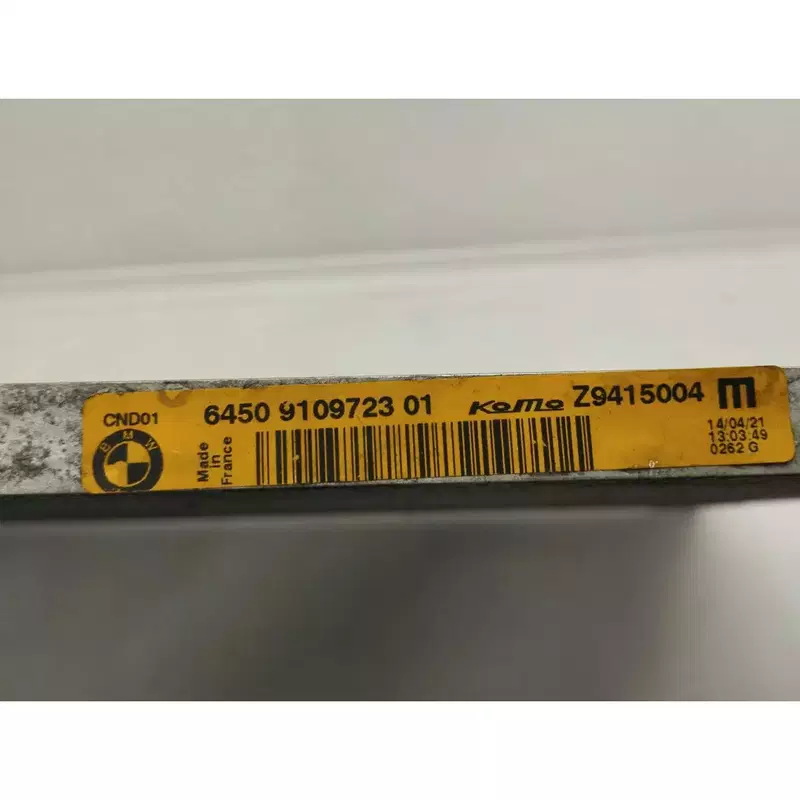 CND01
6450 9109723 01
KoMo
Z9415004
m
BMW
Made
in
France
14/04/21
13:03:49
0262 G